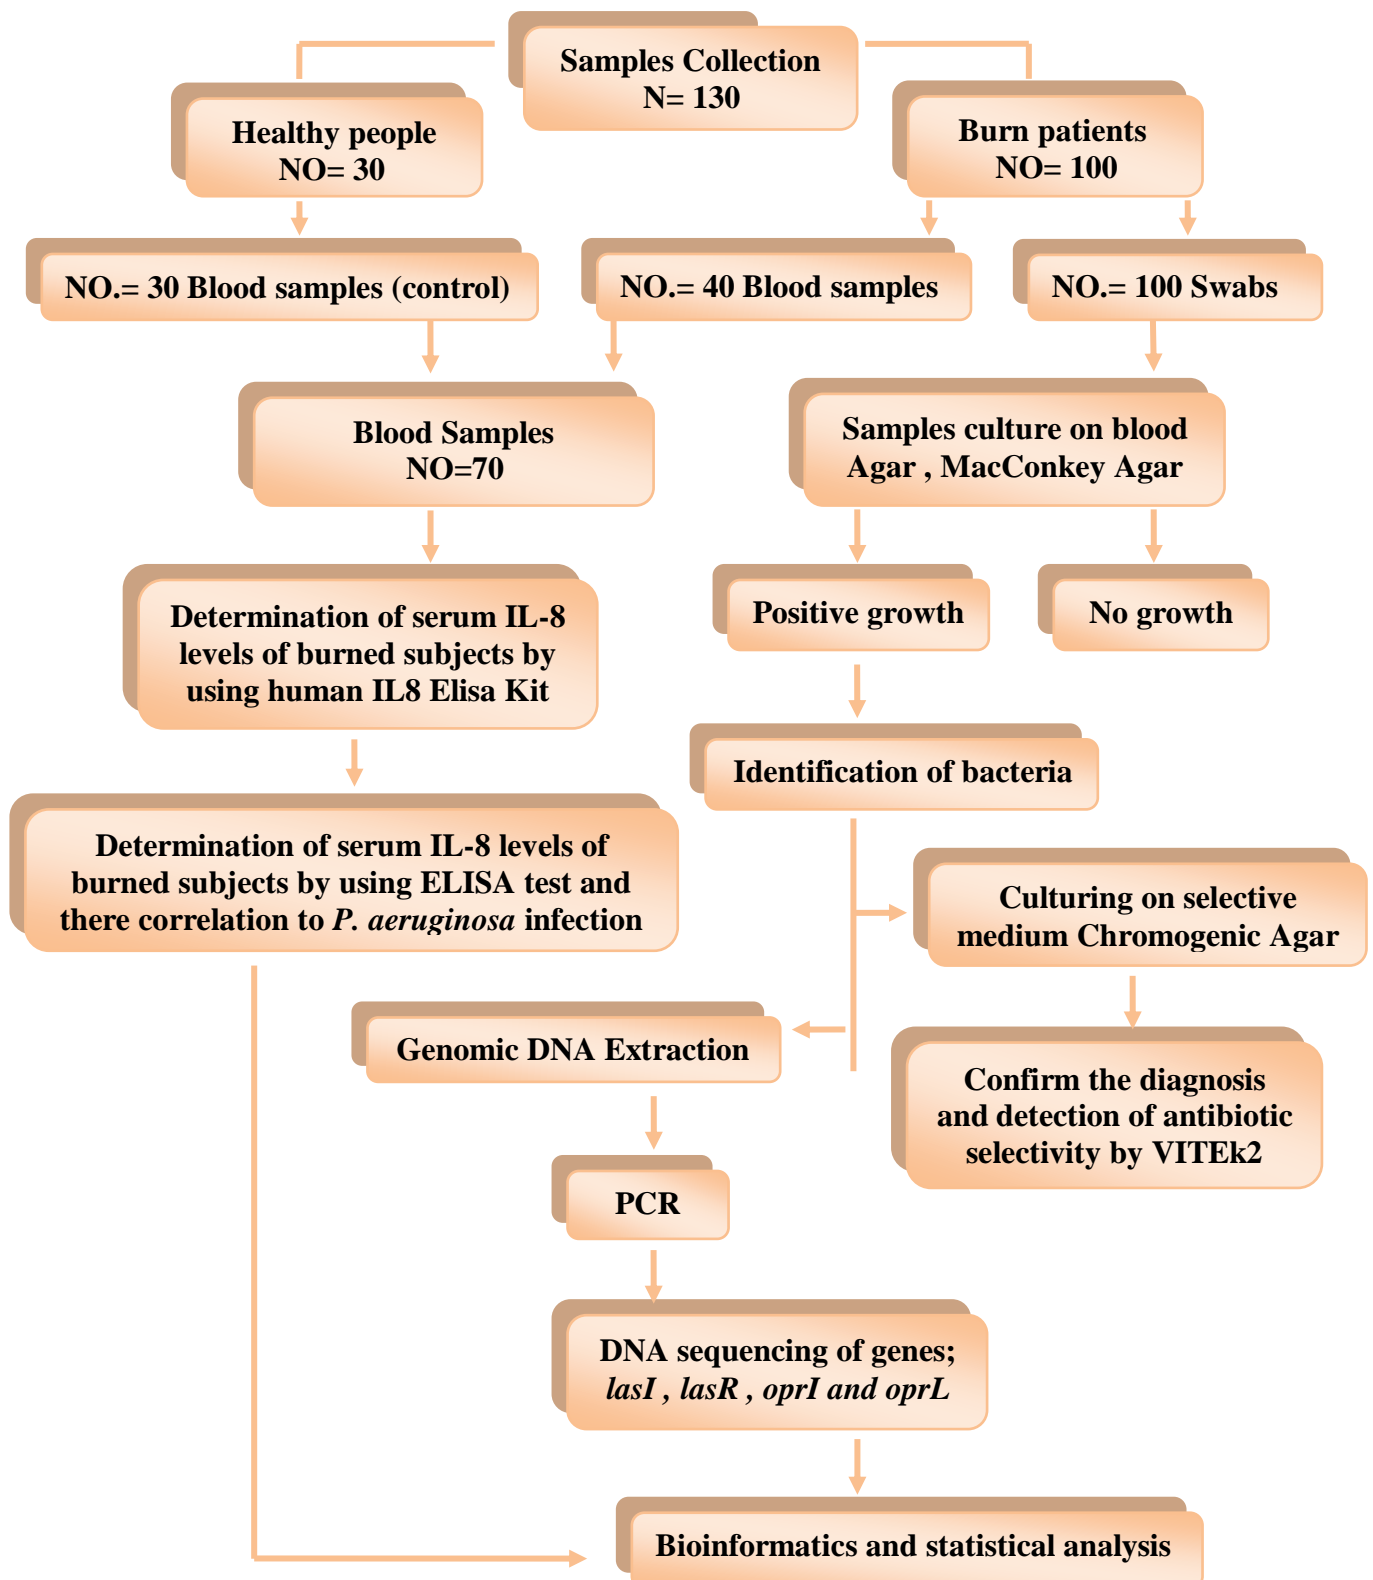 Samples Collection
N= 130
Healthy people
NO= 30
Burn patients
NO= 100
NO.= 30 Blood samples (control)
NO.= 40 Blood samples
NO.= 100 Swabs
Blood Samples
NO=70
Samples culture on blood
Agar , MacConkey Agar
Determination of serum IL-8
levels of burned subjects by
using human IL8 Elisa Kit
Positive growth
No growth
Identification of bacteria
Determination of serum IL-8 levels of
burned subjects by using ELISA test and
there correlation to P. aeruginosa infection
Culturing on selective
medium Chromogenic Agar
Genomic DNA Extraction
Confirm the diagnosis
and detection of antibiotic
selectivity by VITEk2
PCR
DNA sequencing of genes;
lasI , lasR , oprI and oprL
Bioinformatics and statistical analysis